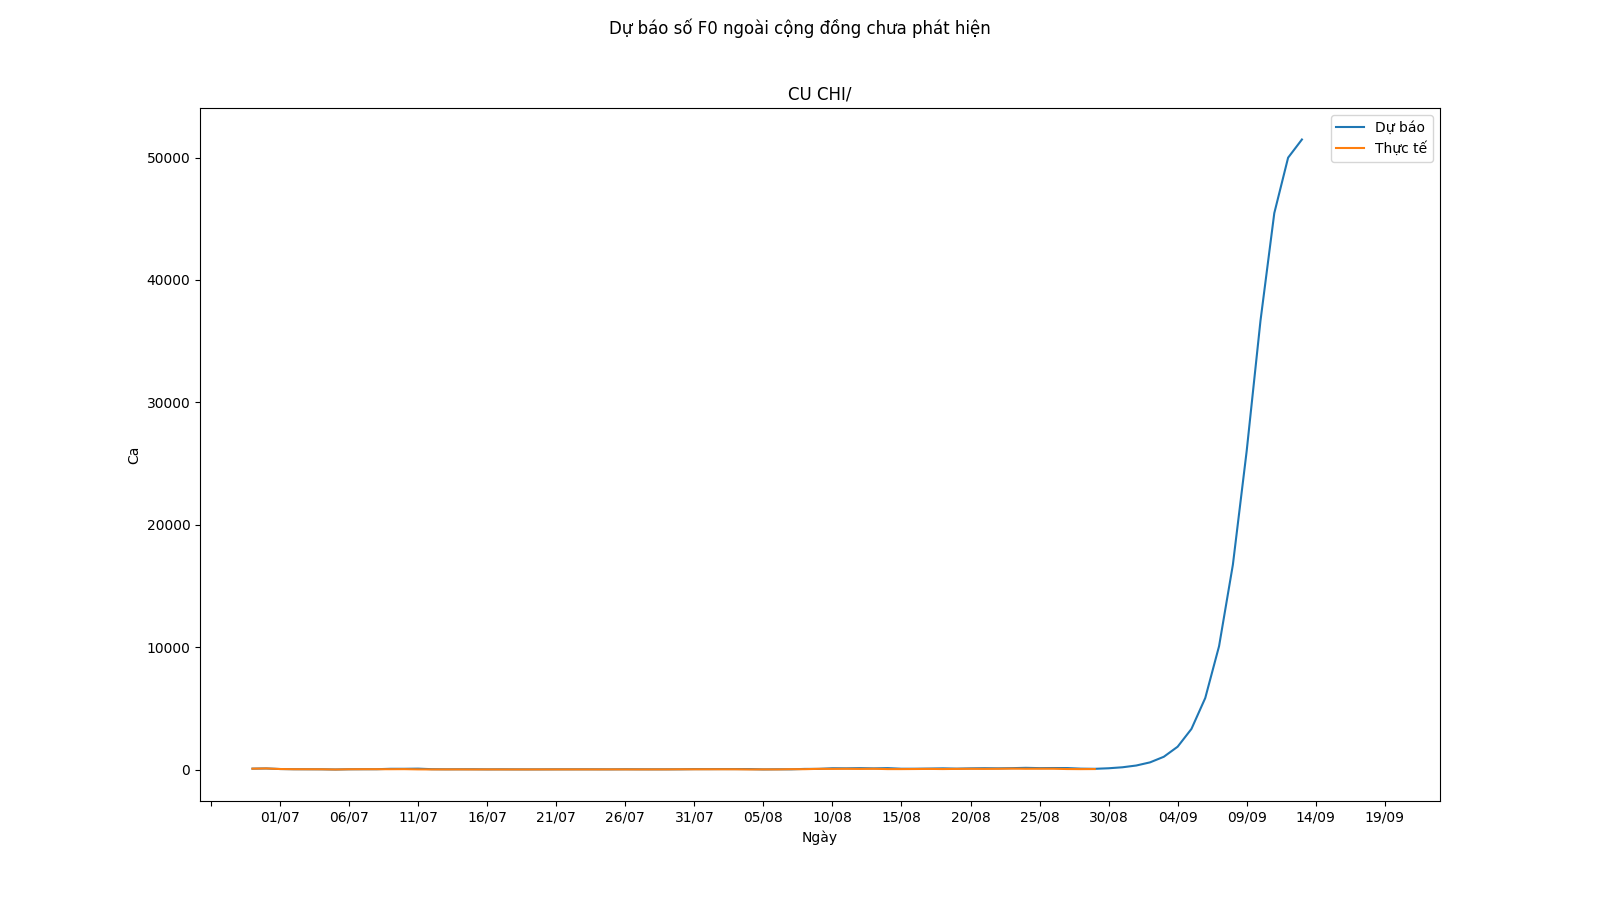 Dự báo số F0 ngoài cộng đồng chưa phát hiện
CU CHI/
Dự báo
Thực tế
50000
40000
30000
20000
10000
0
Ca
01/07 06/07 11/07 16/07 21/07 26/07 31/07 05/08 10/08 15/08 20/08 25/08 30/08 04/09 09/09 14/09 19/09
Ngày